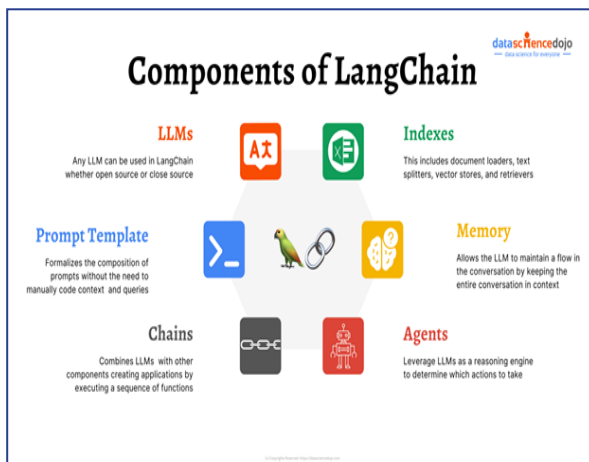 datasciencedojo
data science for everyone
Components of LangChain
LLMs
Any LLM can be used in LangChain
whether open source or close source
Indexes
This includes document loaders, text
splitters, vector stores, and retrievers
Prompt Template
Formalizes the composition of
prompts without the need to
manually code context and queries
Memory
Allows the LLM to maintain a flow in
the conversation by keeping the
entire conversation in context
Chains
Combines LLMs with other
components creating applications by
executing a sequence of functions
Agents
Leverage LLMs as a reasoning engine
to determine which actions to take